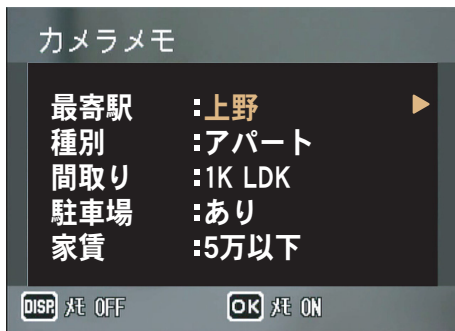 カメラメモ
最寄駅 :上野
種別 :アパート
間取り :1K LDK
駐車場 :あり
家賃 :5万以下
DISP. メモ OFF OK メモ ON